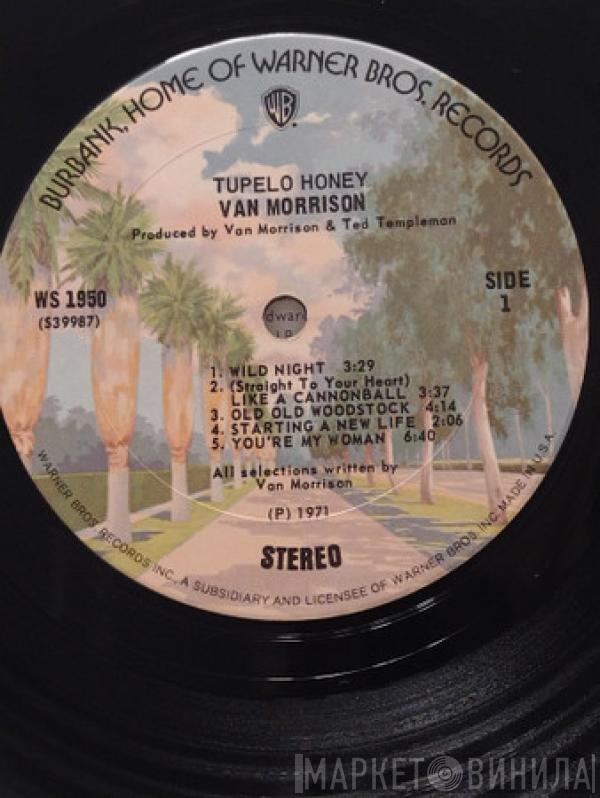 BURBANK, HOME OF WARNER BROS. RECORDS
WB
TUPELO HONEY
VAN MORRISON
Produced by Van Morrison & Ted Templeman
WS 1950
(S39987)
SIDE
1
1. WILD NIGHT 3:29
2. (Straight To Your Heart)
LIKE A CANNONBALL 3:37
3. OLD OLD WOODSTOCK 4:14
4. STARTING A NEW LIFE 2:06
5. YOU'RE MY WOMAN 6:40
All selections written by
Van Morrison
(P) 1971
STEREO
WARNER BROS. RECORDS INC., A SUBSIDIARY AND LICENSEE OF WARNER BROS. INC. MADE IN U.S.A.
МАРКЕТ ВИНИЛА